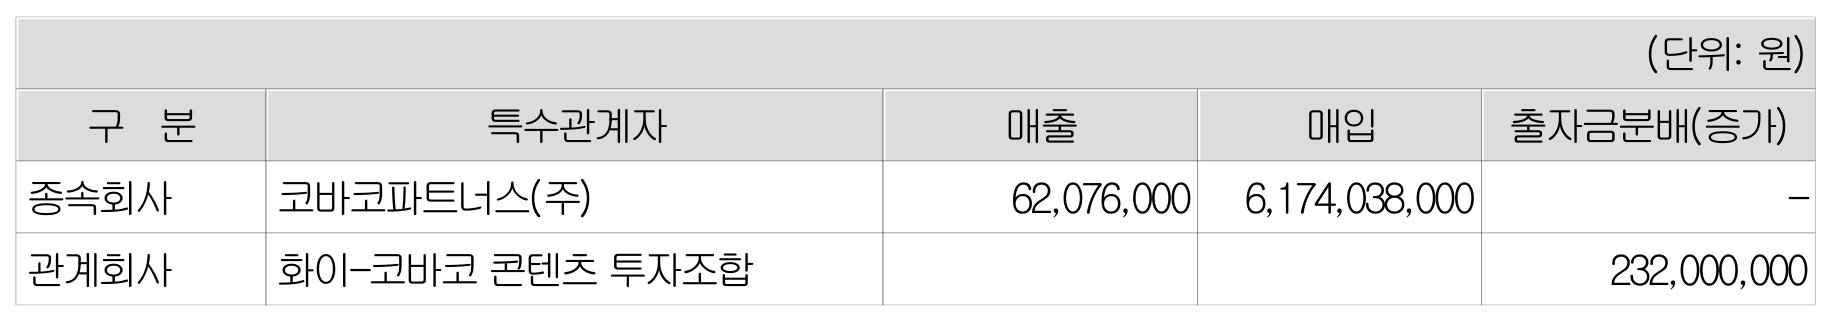 (단위: 원)
구 분 특수관계자 매출 매입 출자금분배(증가)
종속회사 코바코파트너스(주) 62,076,000 6,174,038,000 -
관계회사 화이-코바코 콘텐츠 투자조합 232,000,000